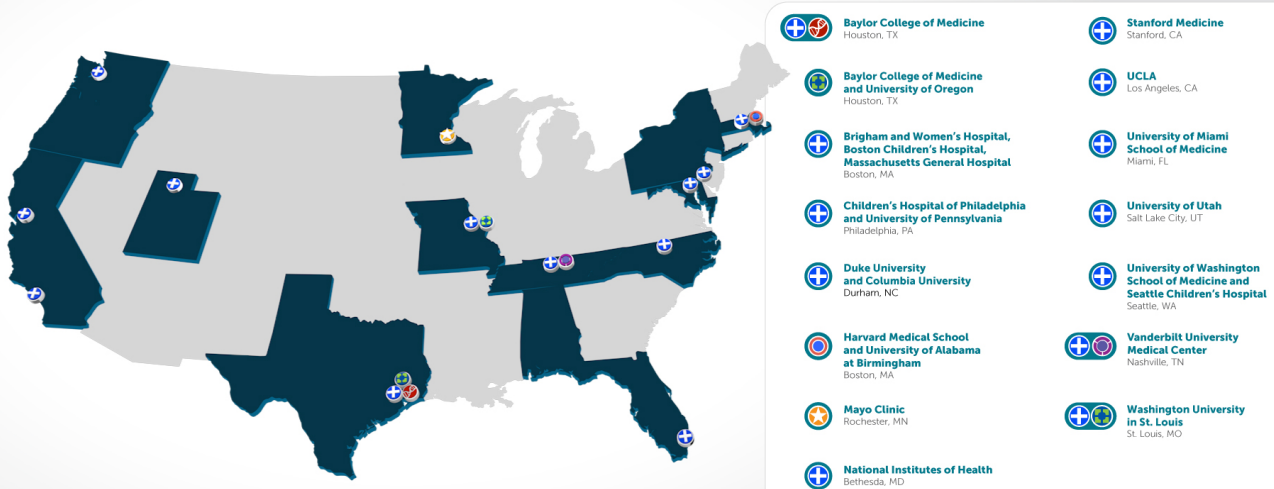 Baylor College of Medicine
Houston, TX
Baylor College of Medicine
and University of Oregon
Houston, TX
Brigham and Women's Hospital,
Boston Children's Hospital,
Massachusetts General Hospital
Boston, MA
Children's Hospital of Philadelphia
and University of Pennsylvania
Philadelphia, PA
Duke University
and Columbia University
Durham, NC
Harvard Medical School
and University of Alabama
at Birmingham
Boston, MA
Mayo Clinic
Rochester, MN
National Institutes of Health
Bethesda, MD
Stanford Medicine
Stanford, CA
UCLA
Los Angeles, CA
University of Miami
School of Medicine
Miami, FL
University of Utah
Salt Lake City, UT
University of Washington
School of Medicine and
Seattle Children's Hospital
Seattle, WA
Vanderbilt University
Medical Center
Nashville, TN
Washington University
in St. Louis
St. Louis, MO